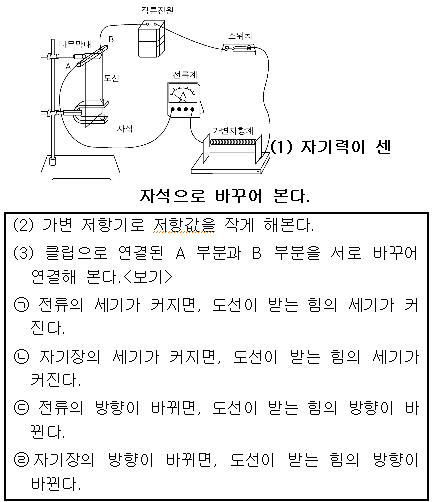 직류전원
B
스위치
나무막대
A
도선
전류계
A
자석
가변저항계
(1) 자기력이 센
자석으로 바꾸어 본다.
(2) 가변 저항기로 저항값을 작게 해본다.
(3) 클립으로 연결된 A 부분과 B 부분을 서로 바꾸어
연결해 본다.<보기>
㉠ 전류의 세기가 커지면, 도선이 받는 힘의 세기가 커
진다.
㉡ 자기장의 세기가 커지면, 도선이 받는 힘의 세기가
커진다.
㉢ 전류의 방향이 바뀌면, 도선이 받는 힘의 방향이 바
뀐다.
㉣ 자기장의 방향이 바뀌면, 도선이 받는 힘의 방향이
바뀐다.